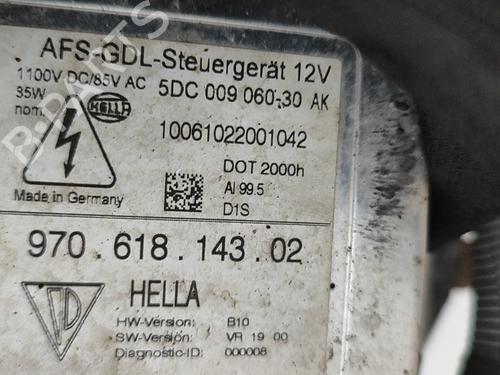 AFS-GDL-Steuergerät 12V
1100V DC/85V AC 5DC 009 060-30 AK
35W
nom.
HELLA
10061022001042
DOT 2000h
Al 99.5
Made in Germany
D1S
970.618.143.02
HELLA
HW-Version: B10
SW-Version: VR 19 00
Diagnostic-ID: 000008